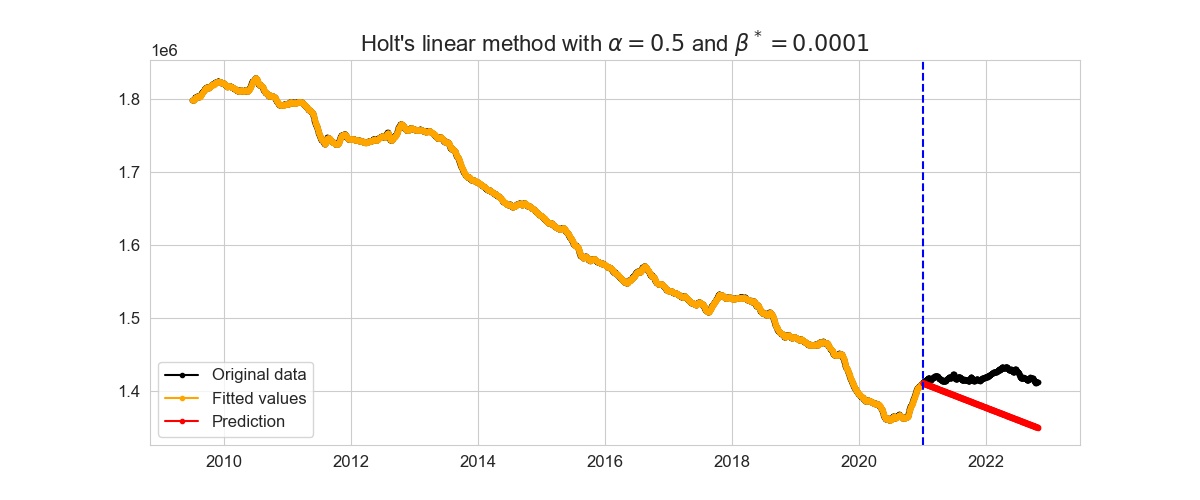 Holt's linear method with α = 0.5 and β* = 0.0001
1e6
1.8
1.7
1.6
1.5
1.4
Original data
Fitted values
Prediction
2010 2012 2014 2016 2018 2020 2022